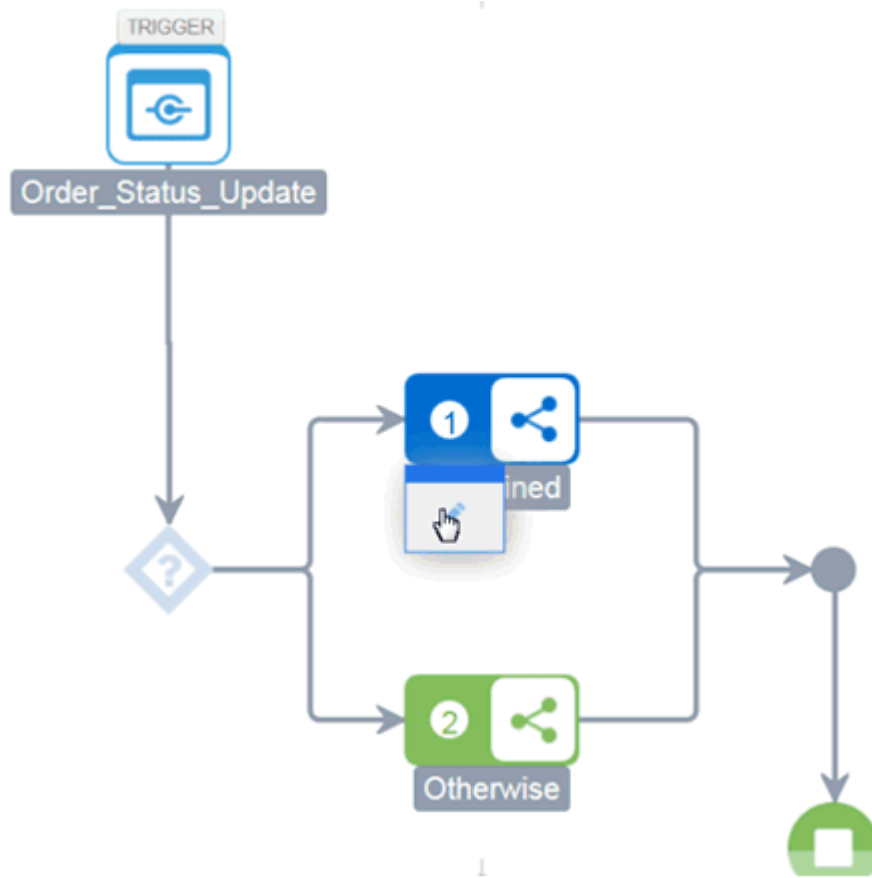 TRIGGER
Order_Status_Update
1
ined
?
2
Otherwise